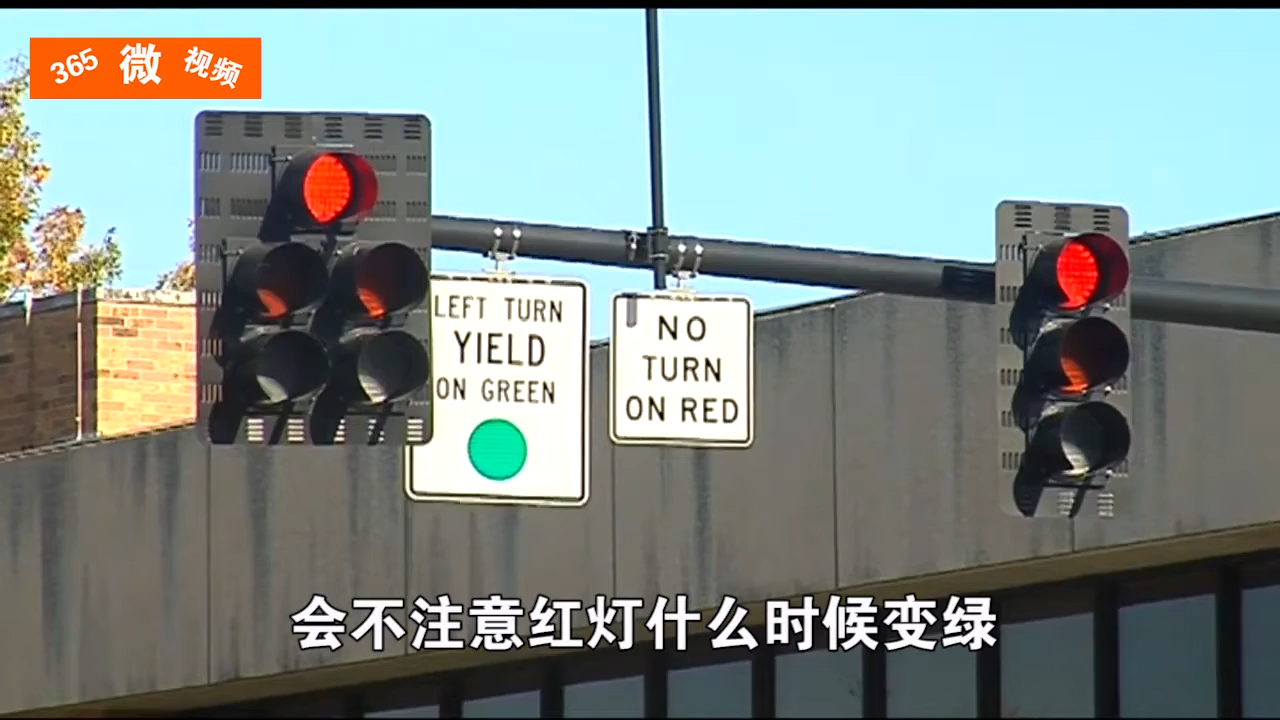 365 微 视频
LEFT TURN
YIELD
ON GREEN
NO
TURN
ON RED
会不注意红灯什么时候变绿